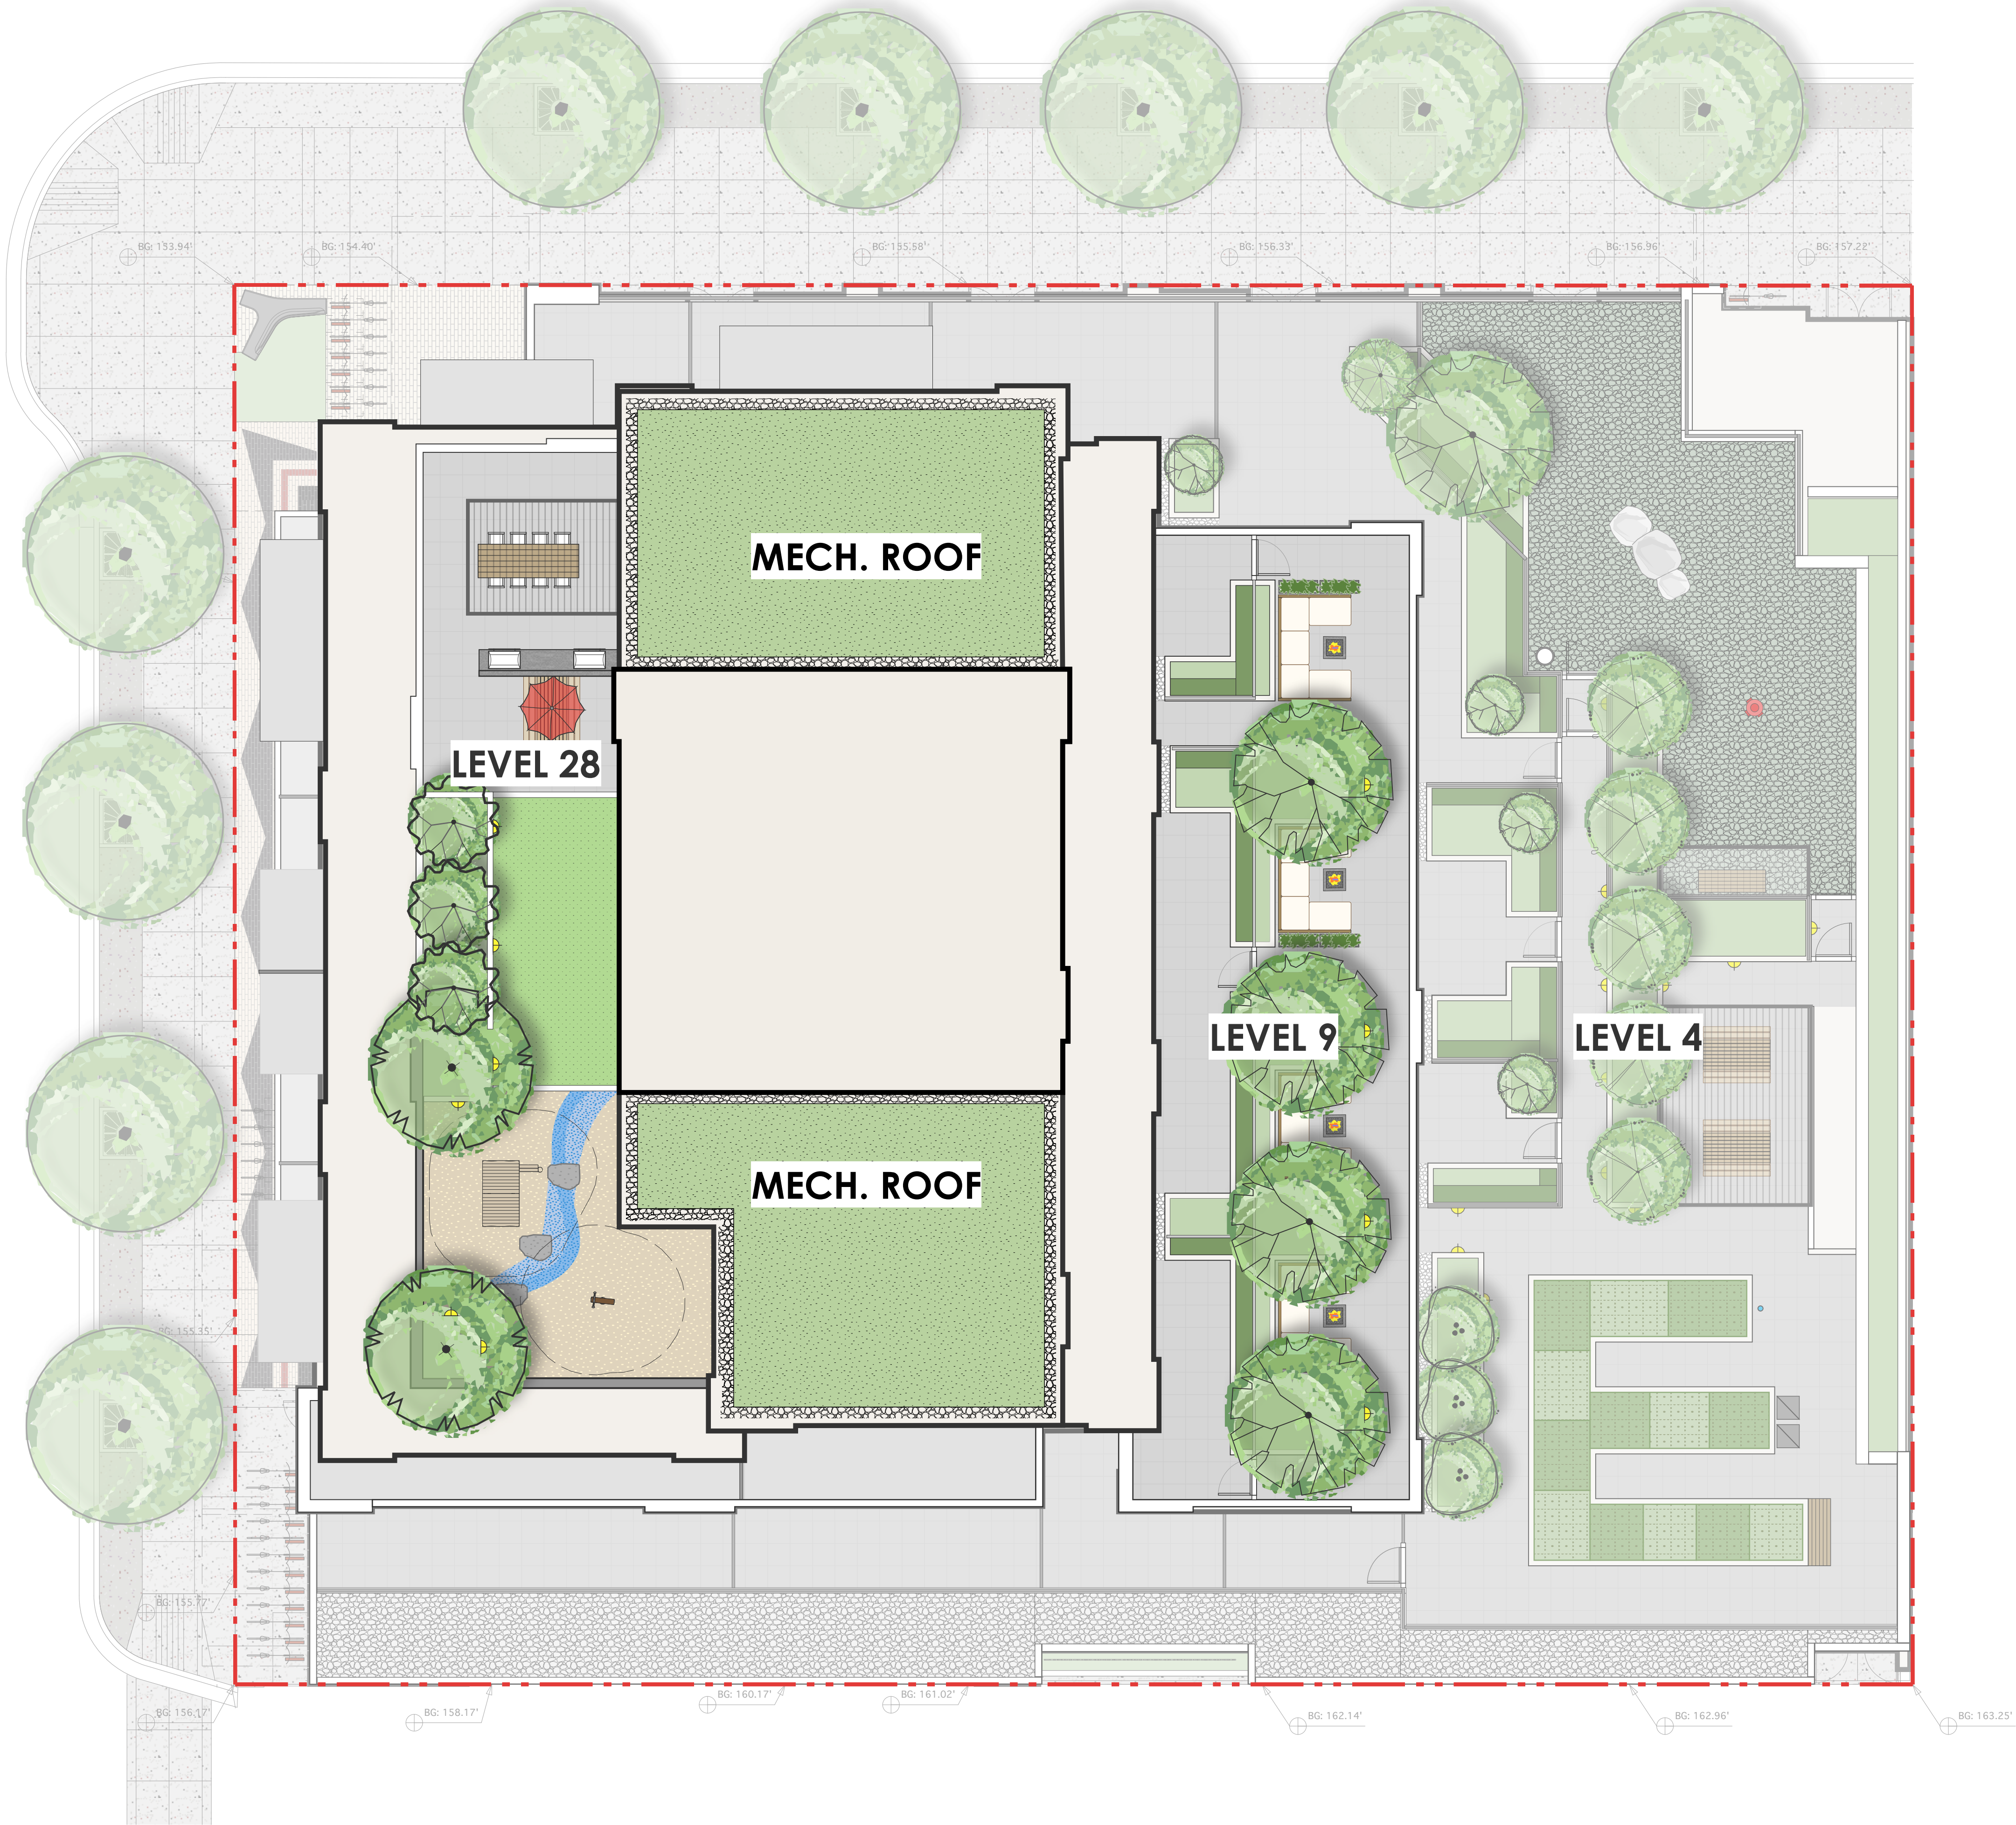 BG: 153.94'
BG: 154.40'
BG: 155.58'
BG: 156.33'
BG: 156.96'
BG: 157.22'
MECH. ROOF
LEVEL 28
LEVEL 9
LEVEL 4
MECH. ROOF
BG: 155.35'
BG: 155.77'
BG: 156.17'
BG: 158.17'
BG: 160.17'
BG: 161.02'
BG: 162.14'
BG: 162.96'
BG: 163.25'